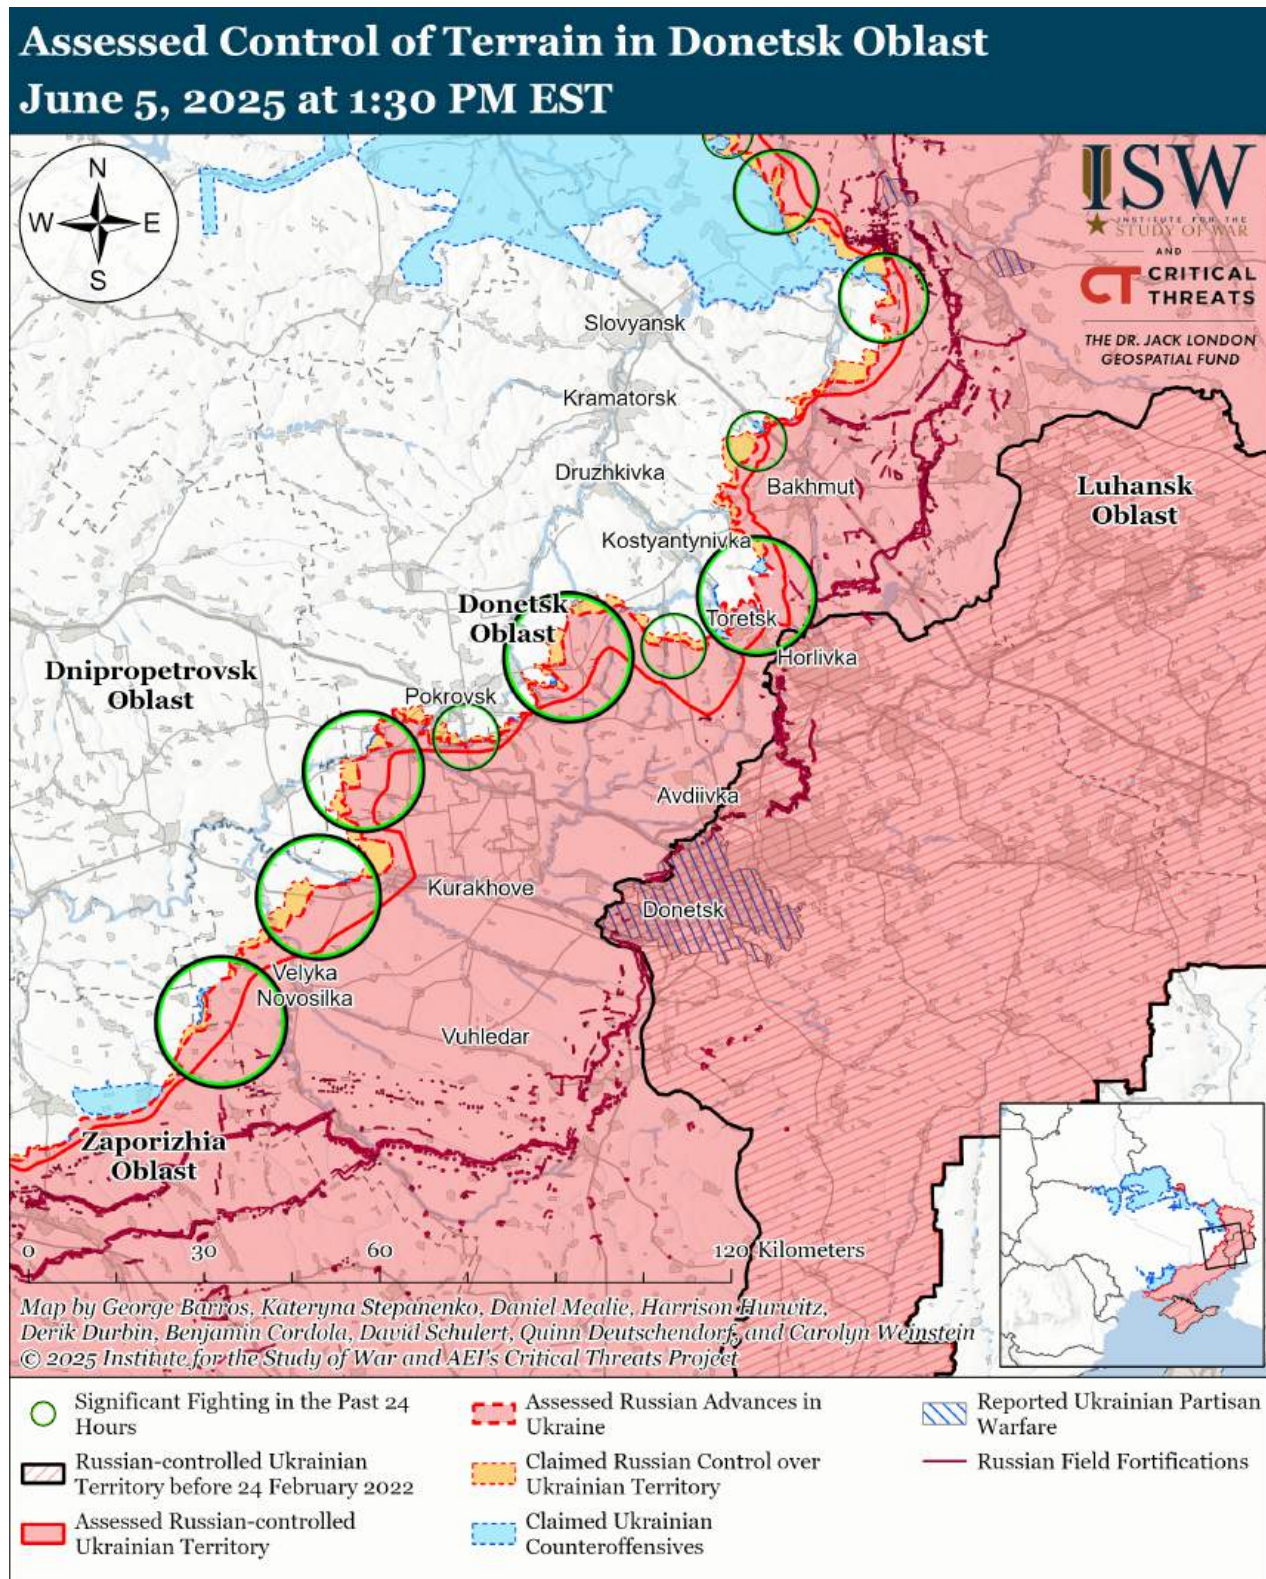 Assessed Control of Terrain in Donetsk Oblast
June 5, 2025 at 1:30 PM EST
N
W
E
S
ISW
INSTITUTE FOR THE
STUDY OF WAR
AND
CT CRITICAL
THREATS
THE DR. JACK LONDON
GEOSPATIAL FUND
Slovyansk
Kramatorsk
Druzhkivka
Bakhmut
Luhansk
Oblast
Kostyantynivka
Donetsk
Oblast
Toretsk
Horlivka
Dnipropetrovsk
Oblast
Pokrovsk
Avdiivka
Kurakhove
Donetsk
Velyka
Novosilka
Vuhledar
Zaporizhia
Oblast
0 30 60 120 Kilometers
Map by George Barros, Kateryna Stepanenko, Daniel Mealie, Harrison Hurwitz,
Derik Durbin, Benjamin Cordola, David Schulert, Quinn Deutschendorf, and Carolyn Weinstein
© 2025 Institute for the Study of War and AEI's Critical Threats Project
Significant Fighting in the Past 24
Hours
Russian-controlled Ukrainian
Territory before 24 February 2022
Assessed Russian-controlled
Ukrainian Territory
Assessed Russian Advances in
Ukraine
Claimed Russian Control over
Ukrainian Territory
Claimed Ukrainian
Counteroffensives
Reported Ukrainian Partisan
Warfare
Russian Field Fortifications